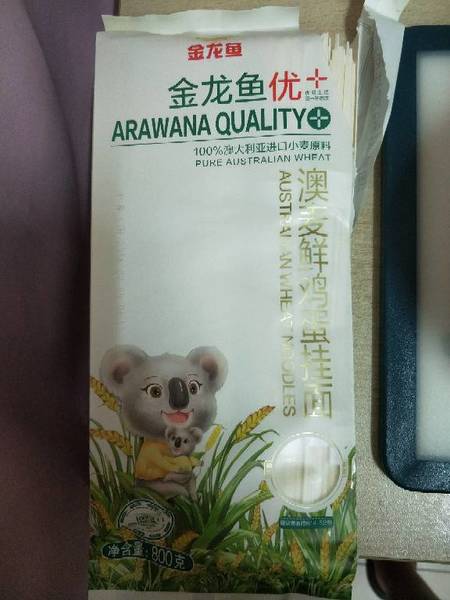 金龙鱼
金龙鱼优+
ARAWANA QUALITY+
100%澳大利亚进口小麦原料
PURE AUSTRALIAN WHEAT
澳麦鲜鸡蛋挂面
AUSTRALIAN WHEAT NOODLES
净含量: 800克